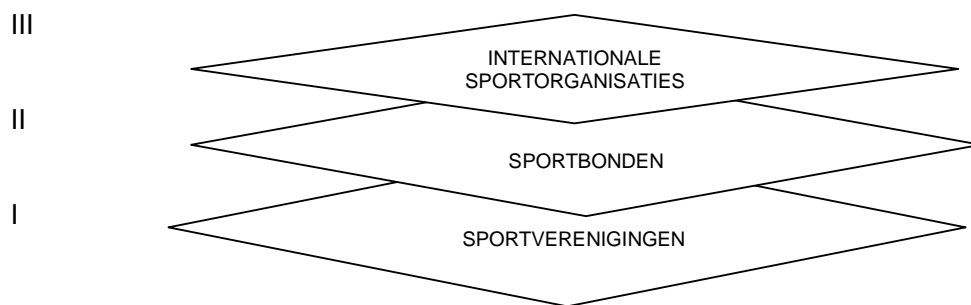 III
INTERNATIONALE
SPORTORGANISATIES
II
SPORTBONDEN
I
SPORTVERENIGINGEN